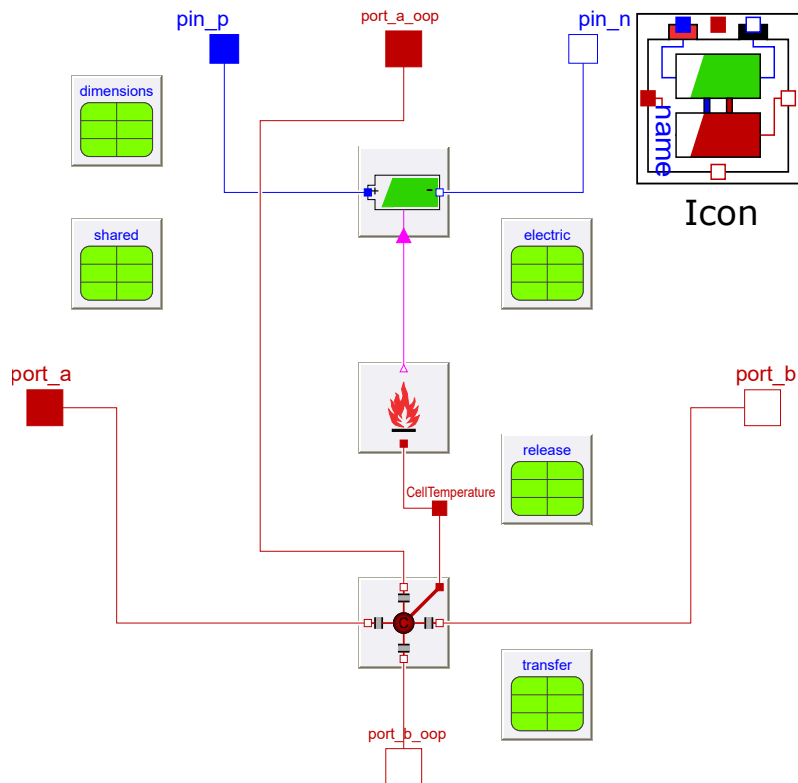 pin_p
port_a_oop
pin_n
dimensions
+
-
name
Icon
shared
electric
port_a
port_b
release
CellTemperature
C
transfer
port_b_oop